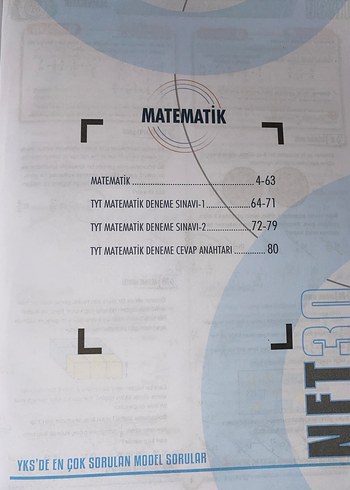 MATEMATİK
MATEMATİK.................................................4-63
TYT MATEMATİK DENEME SINAVI-1.................64-71
TYT MATEMATİK DENEME SINAVI-2.................72-79
TYT MATEMATİK DENEME CEVAP ANAHTARI............. 80
NET30
YKS'DE EN ÇOK SORULAN MODEL SORULAR